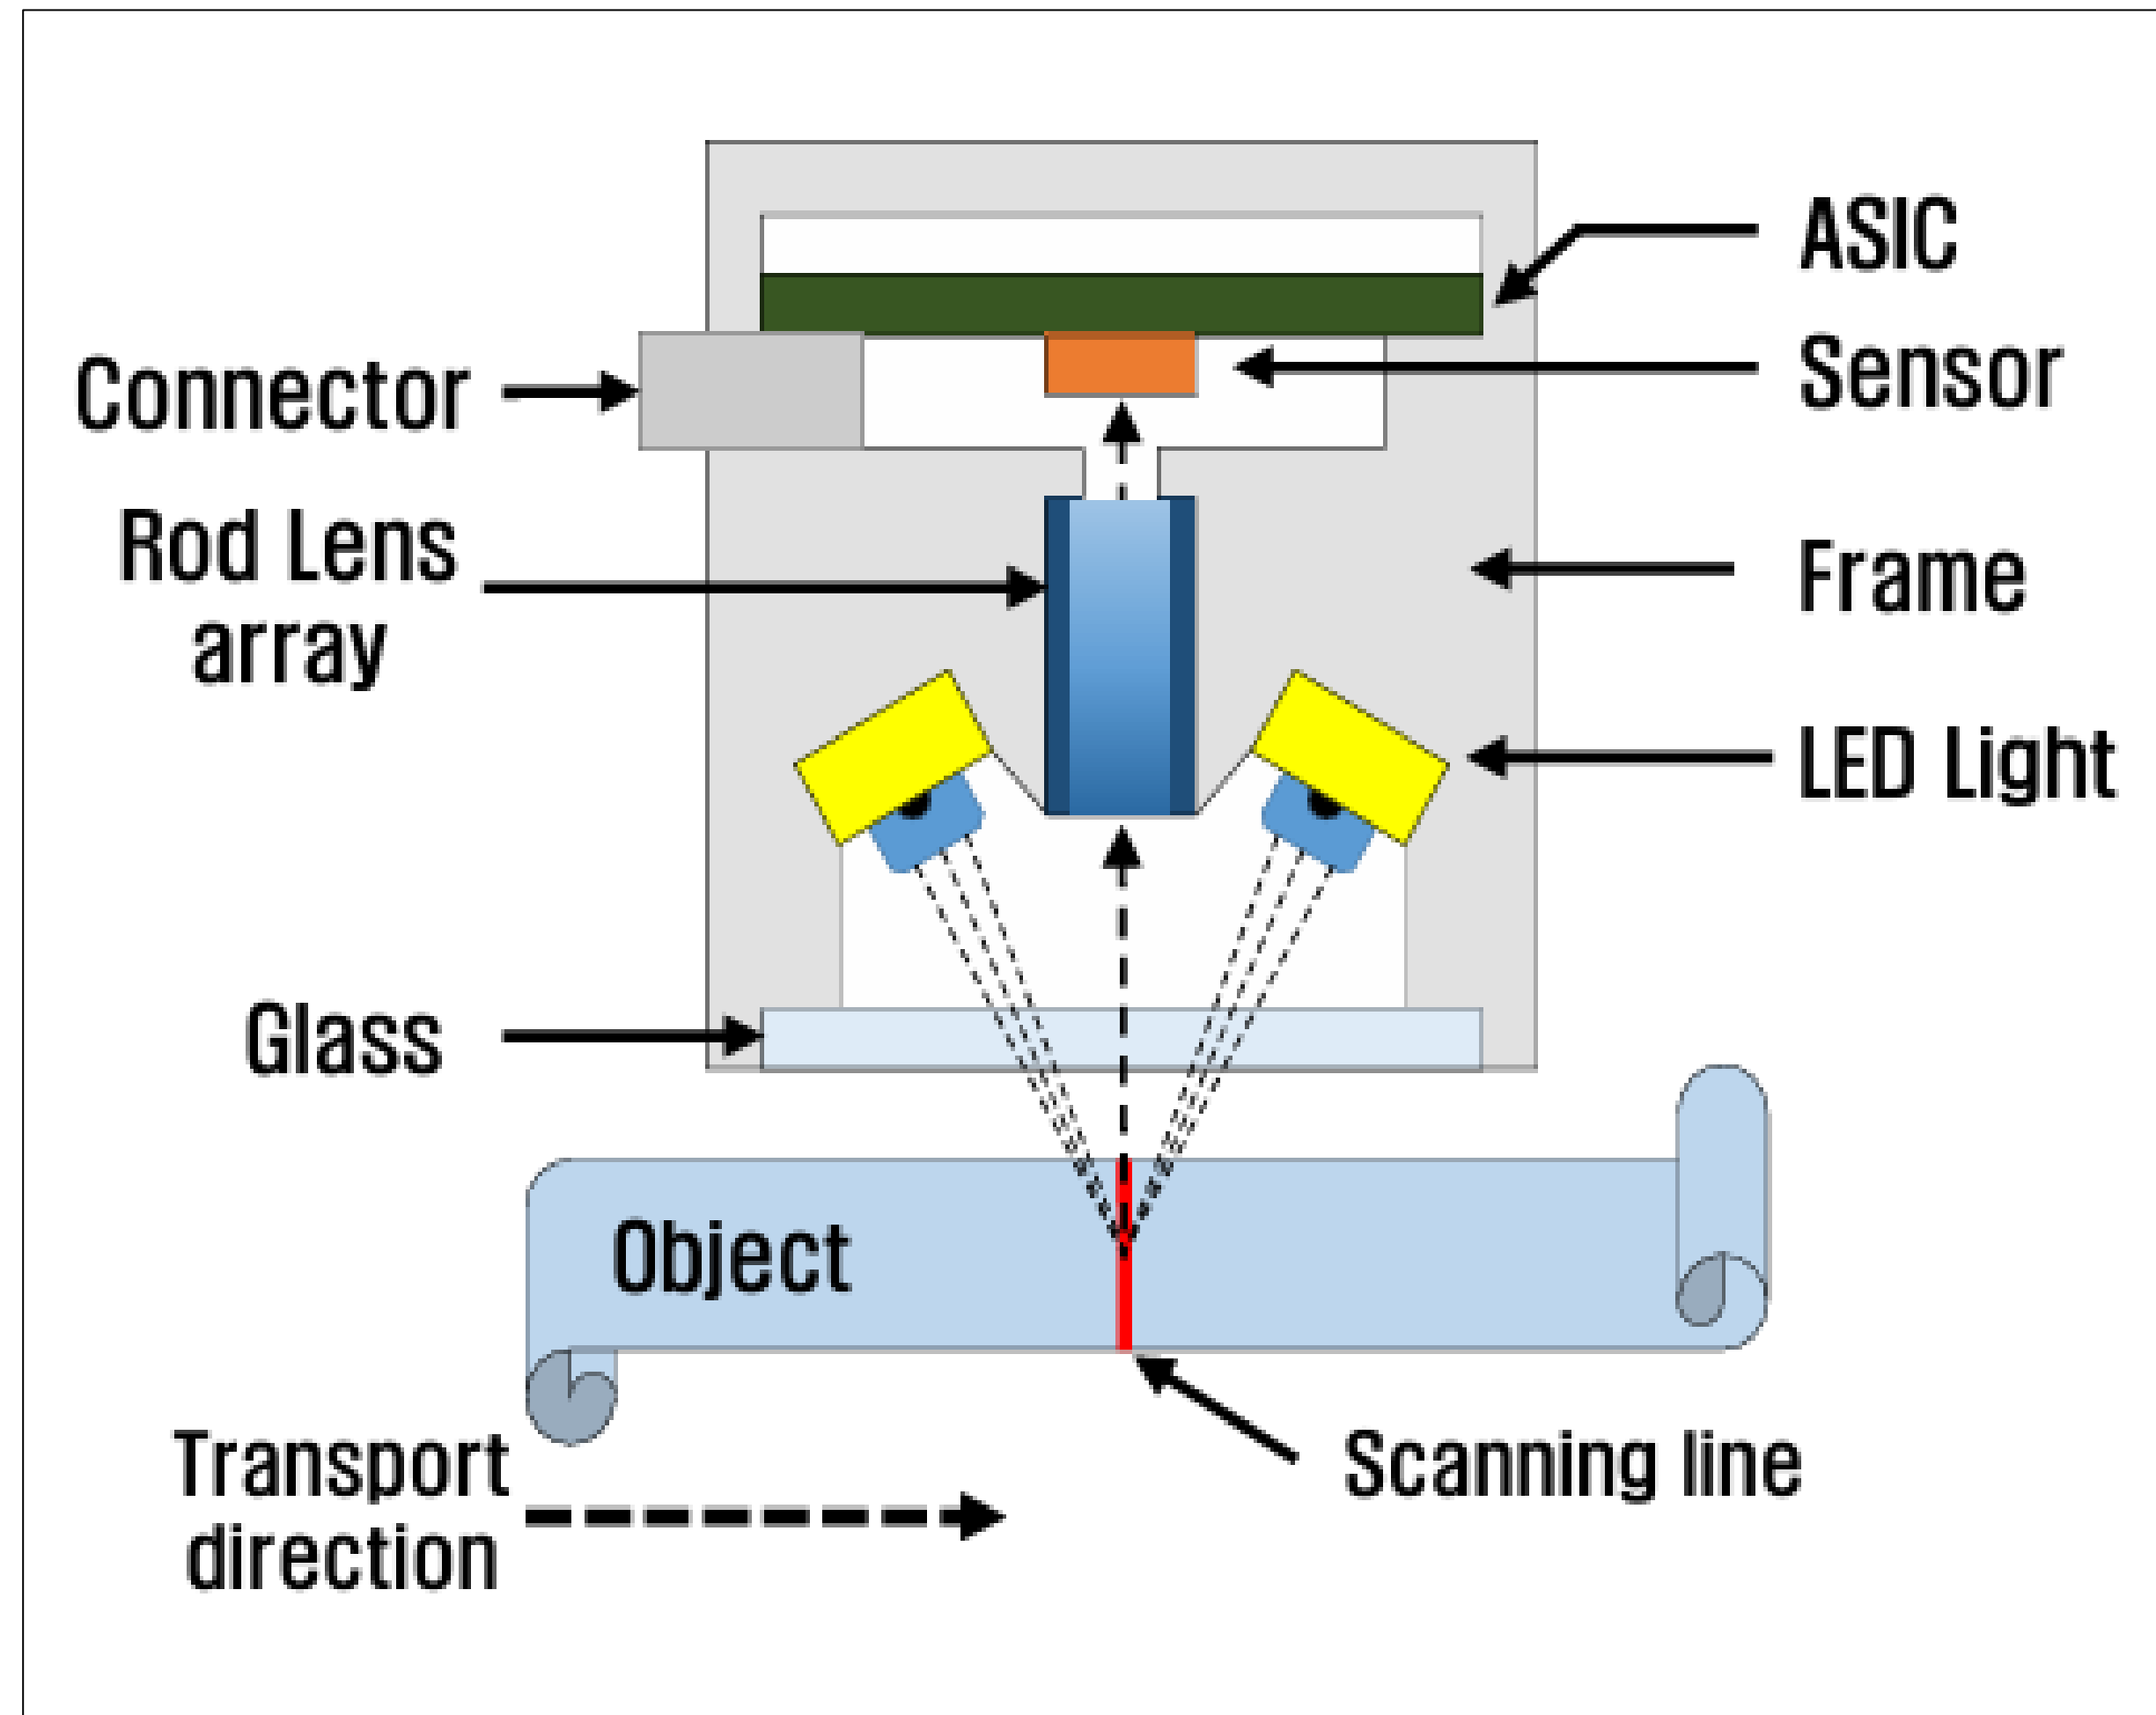 ASIC
Sensor
Connector
Rod Lens
array
Frame
LED Light
Glass
Object
Transport
direction
Scanning line